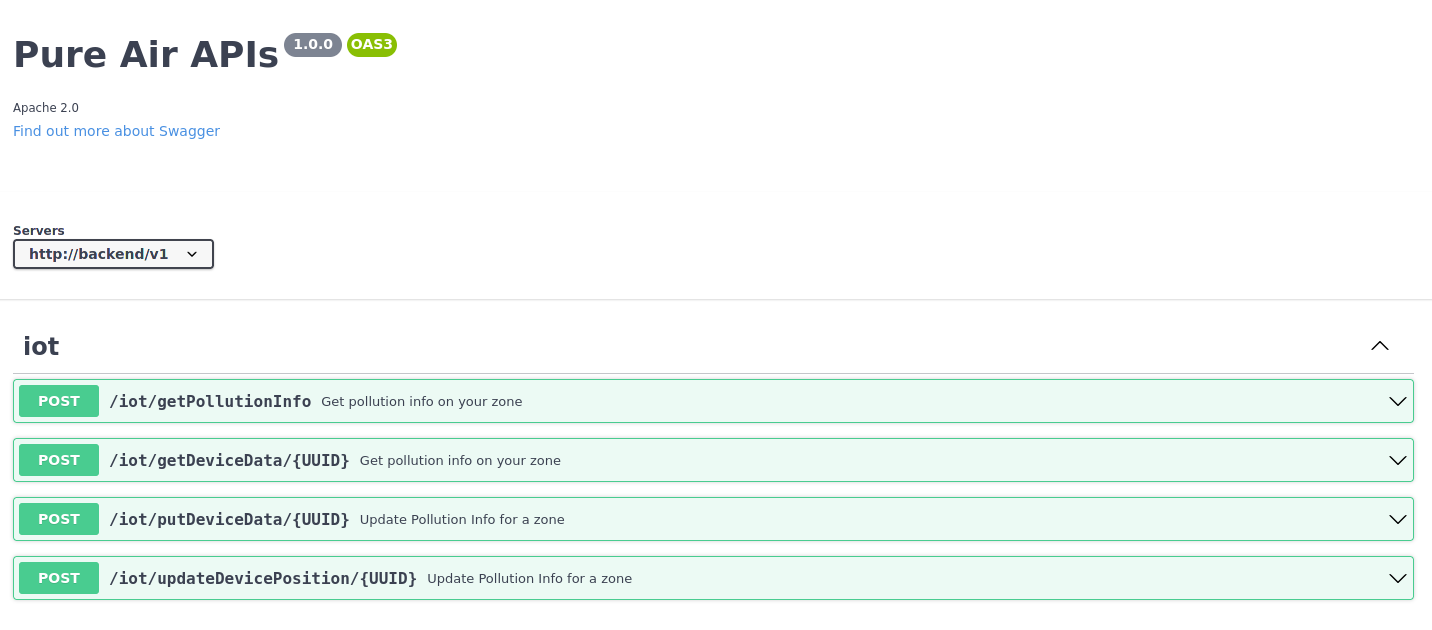 Pure Air APIs 1.0.0 OAS3
Apache 2.0
Find out more about Swagger
Servers
http://backend/v1
iot
POST /iot/getPollutionInfo Get pollution info on your zone
POST /iot/getDeviceData/{UUID} Get pollution info on your zone
POST /iot/putDeviceData/{UUID} Update Pollution Info for a zone
POST /iot/updateDevicePosition/{UUID} Update Pollution Info for a zone